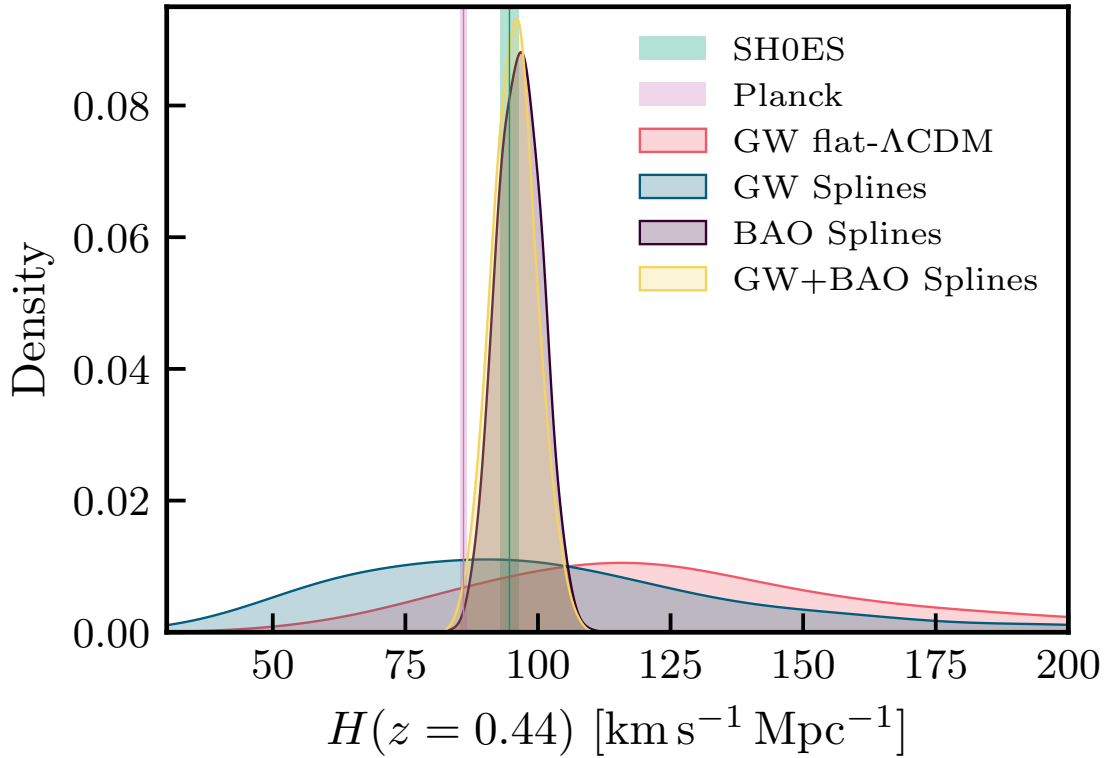 SH0ES
Planck
GW flat-ΛCDM
GW Splines
BAO Splines
GW+BAO Splines
Density
0.08
0.06
0.04
0.02
0.00
50 75 100 125 150 175 200
H(z = 0.44) [km s⁻¹ Mpc⁻¹]